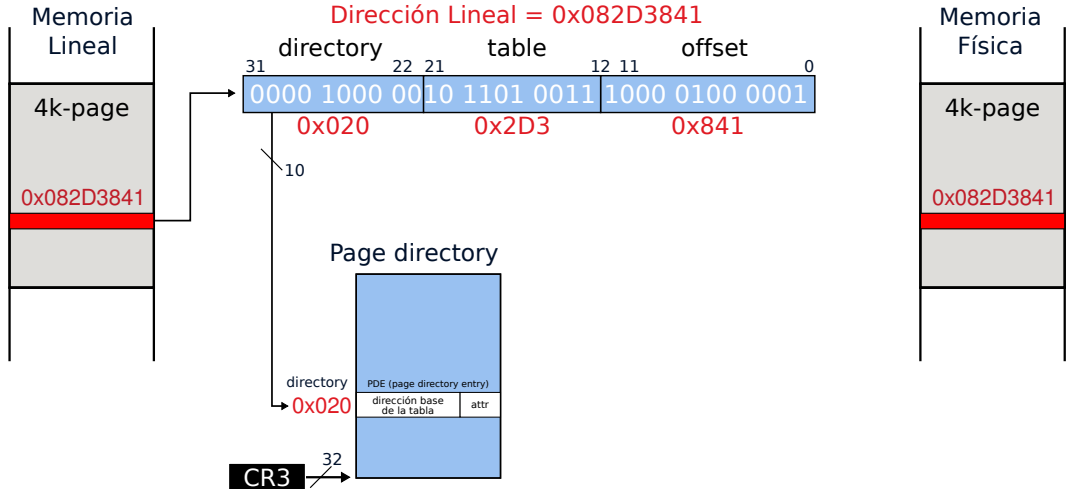 Memoria
Lineal
Dirección Lineal = 0x082D3841
Memoria
Física
directory
table
offset
31
22
21
12
11
0
4k-page
0000 1000 00
10 1101 0011
1000 0100 0001
4k-page
0x020
0x2D3
0x841
10
0x082D3841
0x082D3841
Page directory
PDE (page directory entry)
directory
0x020
dirección base
de la tabla
attr
32
CR3